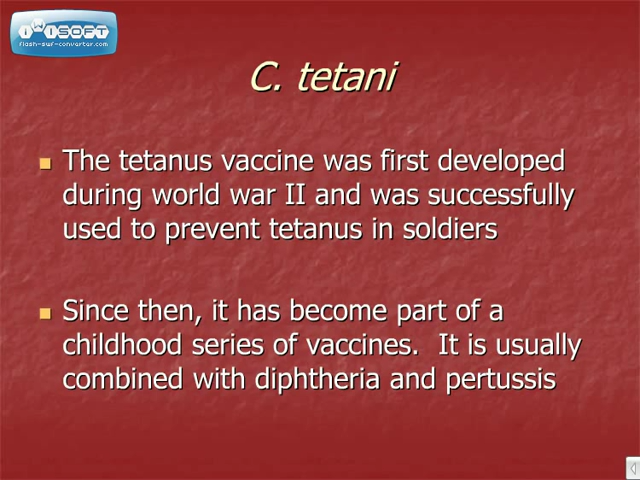 iWiSOFT
flash-swf-converter.com
C. tetani
The tetanus vaccine was first developed
during world war II and was successfully
used to prevent tetanus in soldiers
Since then, it has become part of a
childhood series of vaccines.  It is usually
combined with diphtheria and pertussis